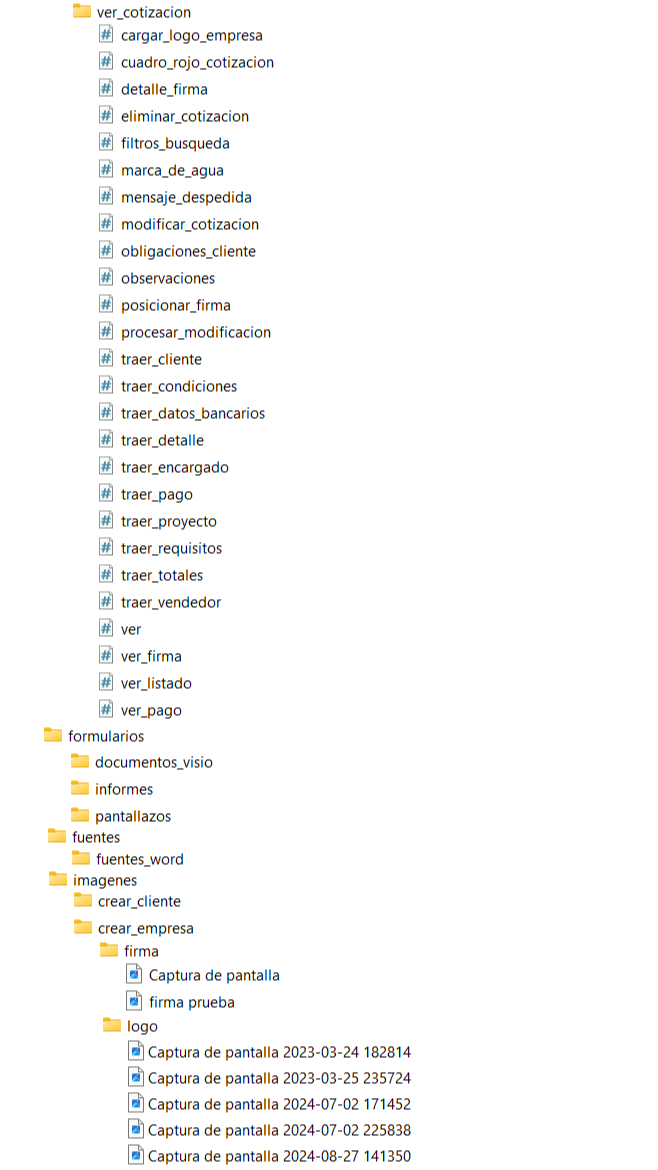 ver_cotizacion
cargar_logo_empresa
cuadro_rojo_cotizacion
detalle_firma
eliminar_cotizacion
filtros_busqueda
marca_de_agua
mensaje_despedida
modificar_cotizacion
obligaciones_cliente
observaciones
posicionar_firma
procesar_modificacion
traer_cliente
traer_condiciones
traer_datos_bancarios
traer_detalle
traer_encargado
traer_pago
traer_proyecto
traer_requisitos
traer_totales
traer_vendedor
ver
ver_firma
ver_listado
ver_pago
formularios
documentos_visio
informes
pantallazos
fuentes
fuentes_word
imagenes
crear_cliente
crear_empresa
firma
Captura de pantalla
firma prueba
logo
Captura de pantalla 2023-03-24 182814
Captura de pantalla 2023-03-25 235724
Captura de pantalla 2024-07-02 171452
Captura de pantalla 2024-07-02 225838
Captura de pantalla 2024-08-27 141350